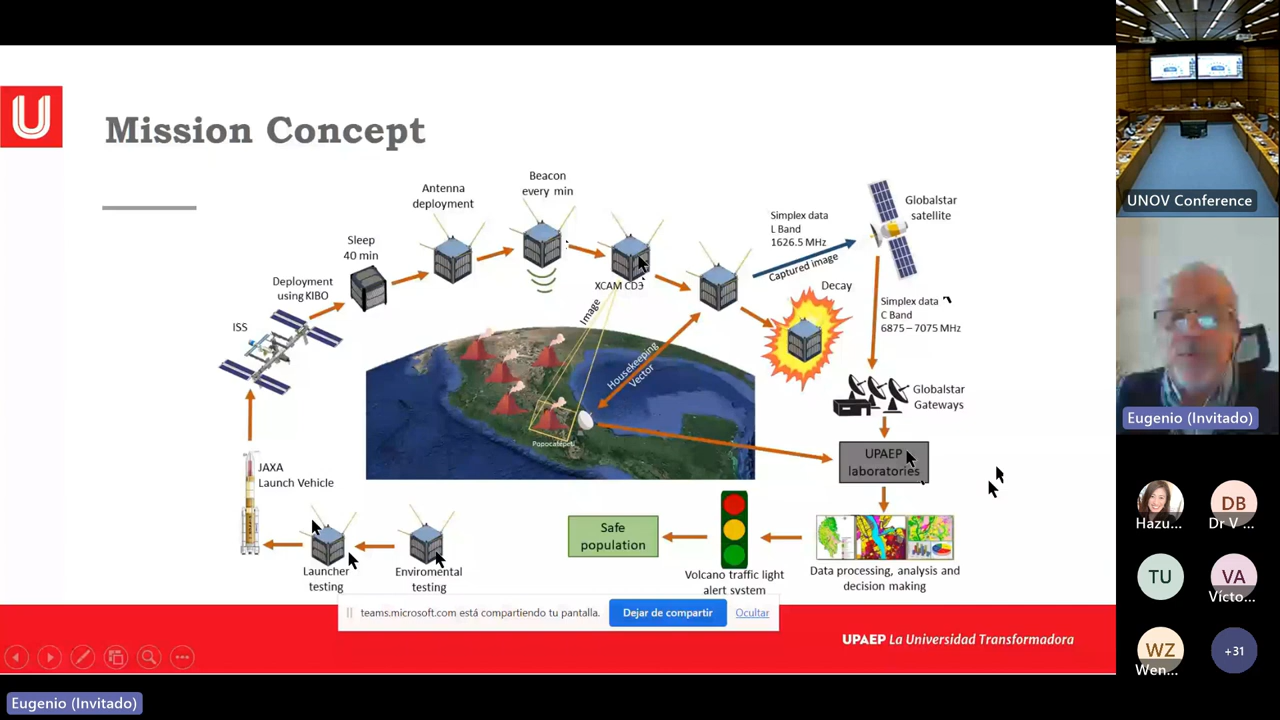 U
Mission Concept
Beacon
every min
Antenna
deployment
Sleep
40 min
Deployment
using KIBO
ISS
JAXA
Launch Vehicle
Launcher
testing
Enviromental
testing
XCAM CD3
Image
Housekeeping
Vector
Popocatepetl
Simplex data
L Band
1626.5 MHz
Captured image
Globalstar
satellite
Decay
Simplex data
C Band
6875 – 7075 MHz
Globalstar
Gateways
UPAEP
laboratories
Data processing, analysis and
decision making
Volcano traffic light
alert system
Safe
population
teams.microsoft.com está compartiendo tu pantalla.
Dejar de compartir
Ocultar
UPAEP La Universidad Transformadora
Eugenio (Invitado)
UNOV Conference
Eugenio (Invitado)
Hazu...
DB
Dr V ...
TU
VA
Vícto...
WZ
Wen...
+31